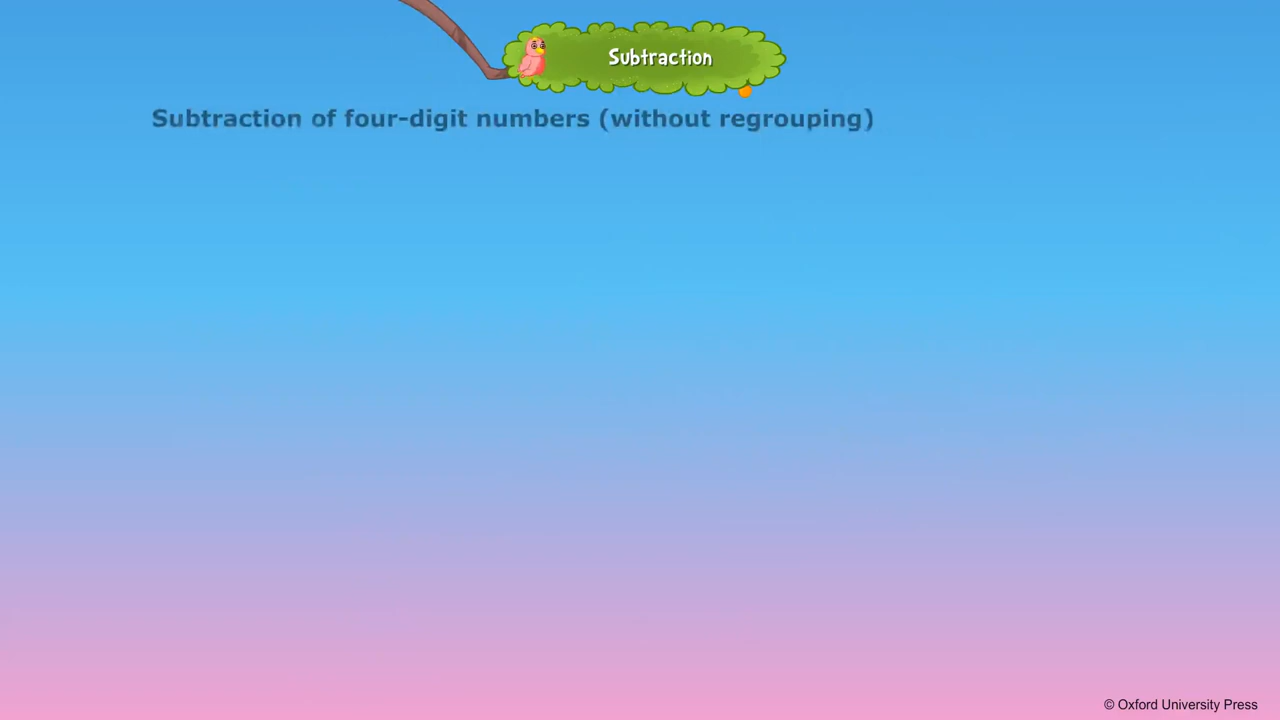 Subtraction
Subtraction of four-digit numbers (without regrouping)
© Oxford University Press